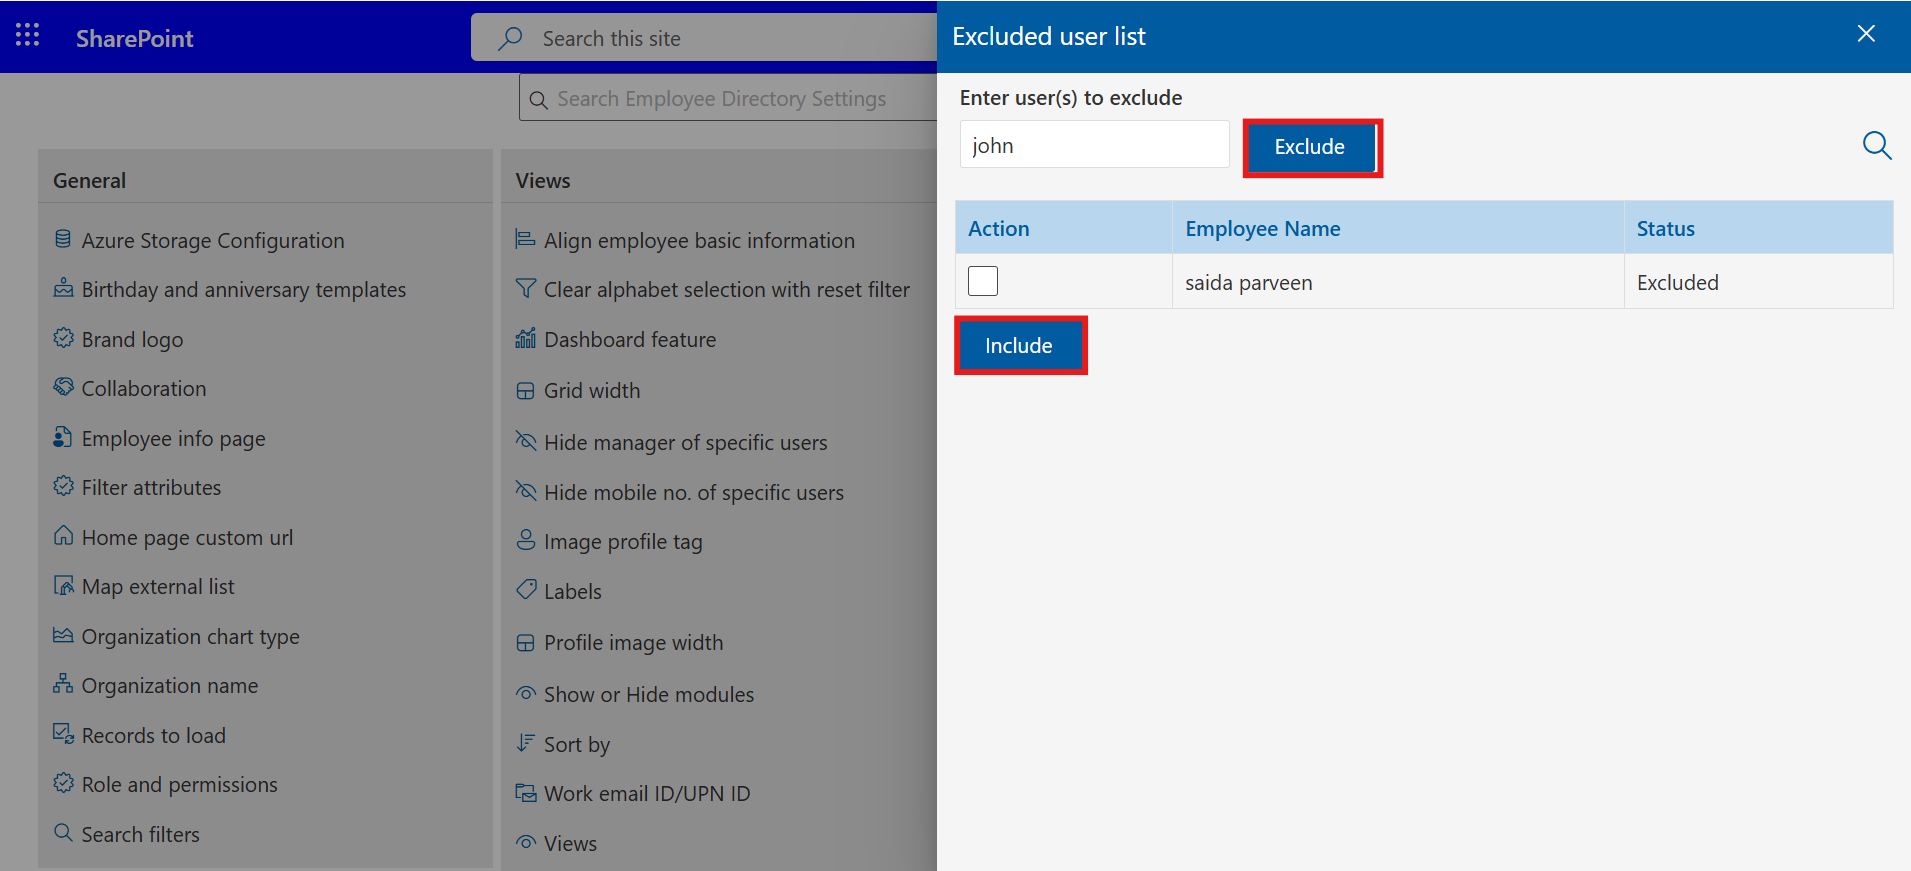 SharePoint
Search this site
Search Employee Directory Settings
General
Azure Storage Configuration
Birthday and anniversary templates
Brand logo
Collaboration
Employee info page
Filter attributes
Home page custom url
Map external list
Organization chart type
Organization name
Records to load
Role and permissions
Search filters
Views
Align employee basic information
Clear alphabet selection with reset filter
Dashboard feature
Grid width
Hide manager of specific users
Hide mobile no. of specific users
Image profile tag
Labels
Profile image width
Show or Hide modules
Sort by
Work email ID/UPN ID
Views
Excluded user list
Enter user(s) to exclude
john Exclude
Action Employee Name Status
saida parveen Excluded
Include